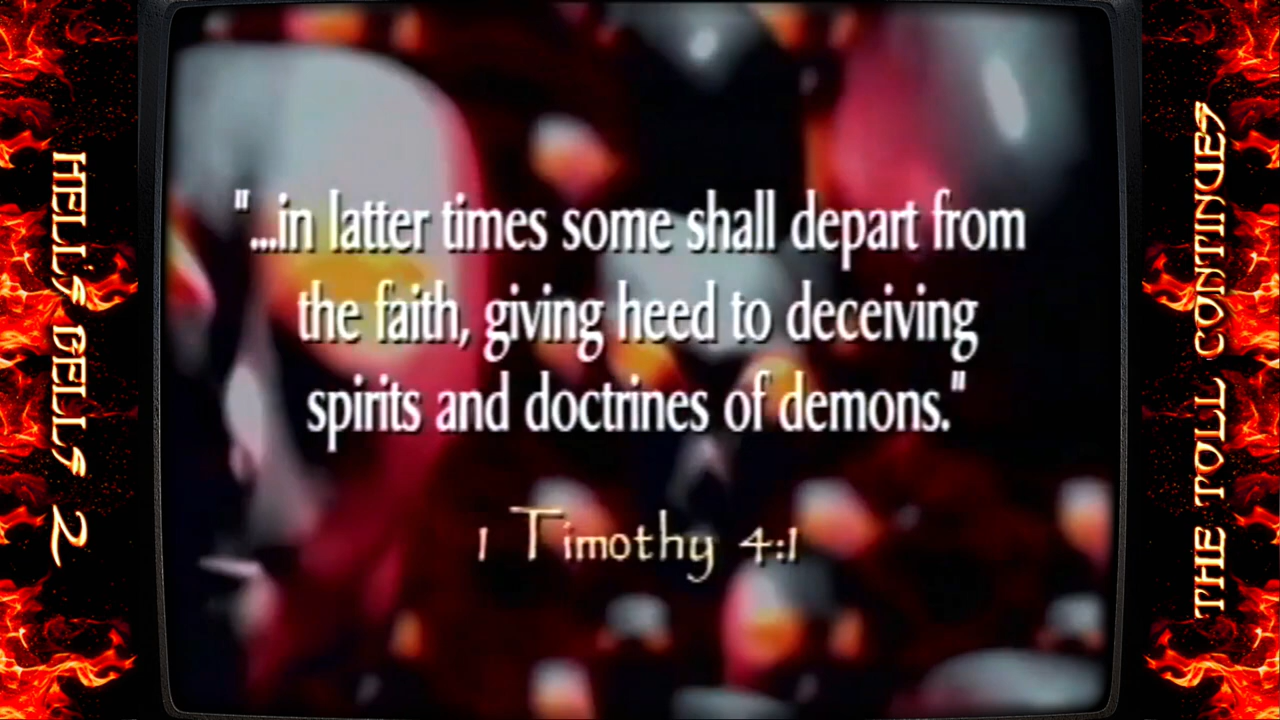 HELL'S BELLS 2
"...in latter times some shall depart from
the faith, giving heed to deceiving
spirits and doctrines of demons."
1 Timothy 4:1
THE TOLL CONTINUES